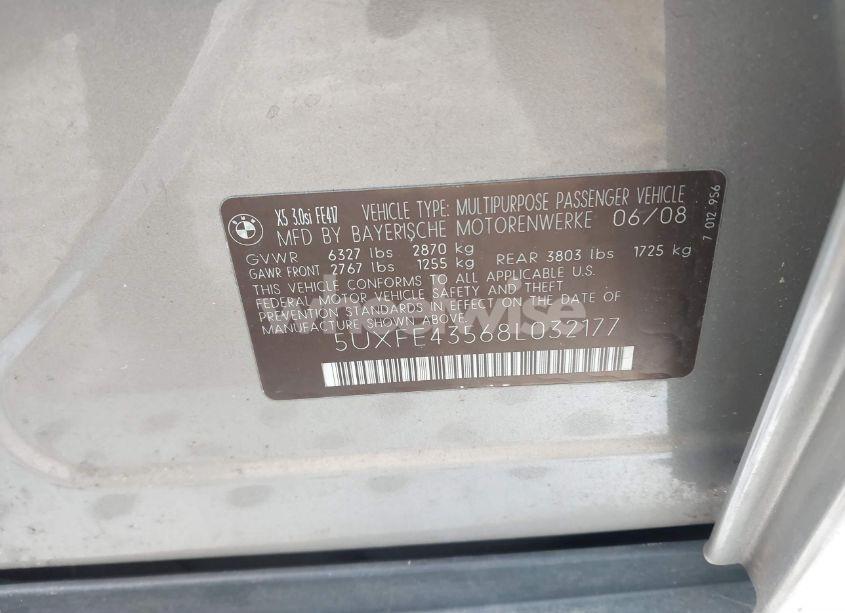 BMW
X5 3.0si FE417 VEHICLE TYPE: MULTIPURPOSE PASSENGER VEHICLE
MFD BY BAYERISCHE MOTORENWERKE 06/08
GVWR 6327 lbs 2870 kg
GAWR FRONT 2767 lbs 1255 kg REAR 3803 lbs 1725 kg
THIS VEHICLE CONFORMS TO ALL APPLICABLE U.S.
FEDERAL MOTOR VEHICLE SAFETY AND THEFT
PREVENTION STANDARDS IN EFFECT ON THE DATE OF
MANUFACTURE SHOWN ABOVE.
5UXFE43568L032177
7 012 956
wheelwise